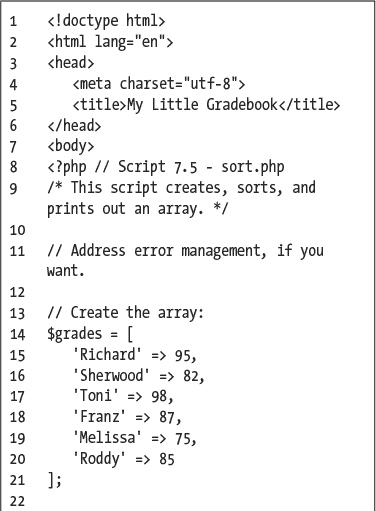 1 <!doctype html>
2 <html lang="en">
3 <head>
4 <meta charset="utf-8">
5 <title>My Little Gradebook</title>
6 </head>
7 <body>
8 <?php // Script 7.5 - sort.php
9 /* This script creates, sorts, and
prints out an array. */
10
11 // Address error management, if you
want.
12
13 // Create the array:
14 $grades = [
15 'Richard' => 95,
16 'Sherwood' => 82,
17 'Toni' => 98,
18 'Franz' => 87,
19 'Melissa' => 75,
20 'Roddy' => 85
21 ];
22